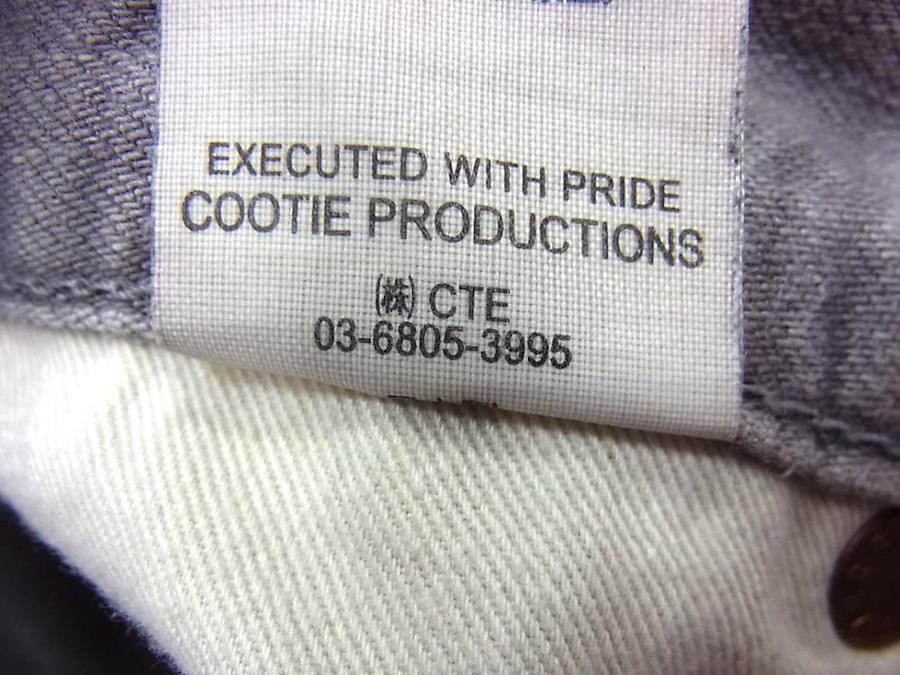 EXECUTED WITH PRIDE
COOTIE PRODUCTIONS
㈱ CTE
03-6805-3995